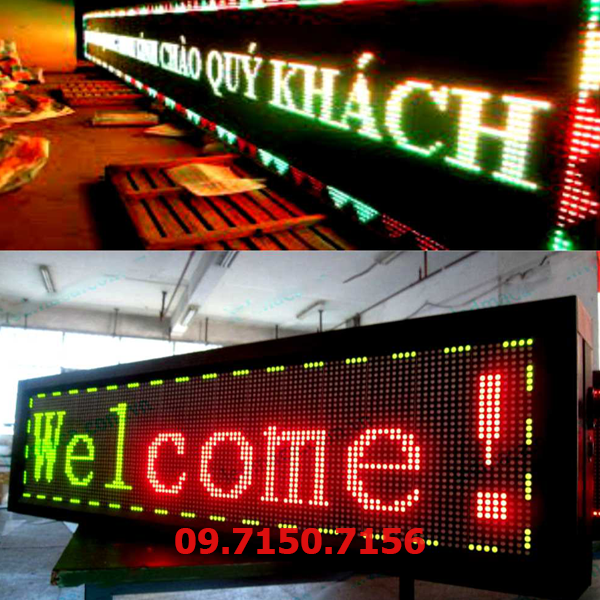 CHÀO QUÝ KHÁCH
Welcome!
09.7150.7156